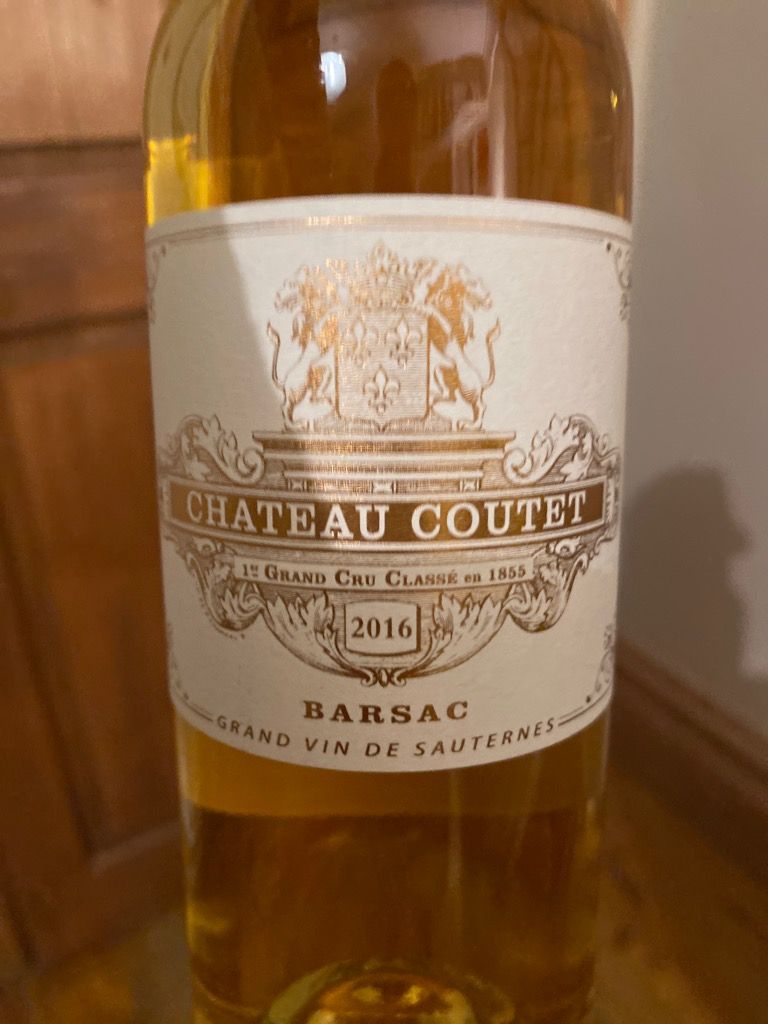 CHATEAU COUTET
1er GRAND CRU CLASSÉ en 1855
2016
BARSAC
GRAND VIN DE SAUTERNES